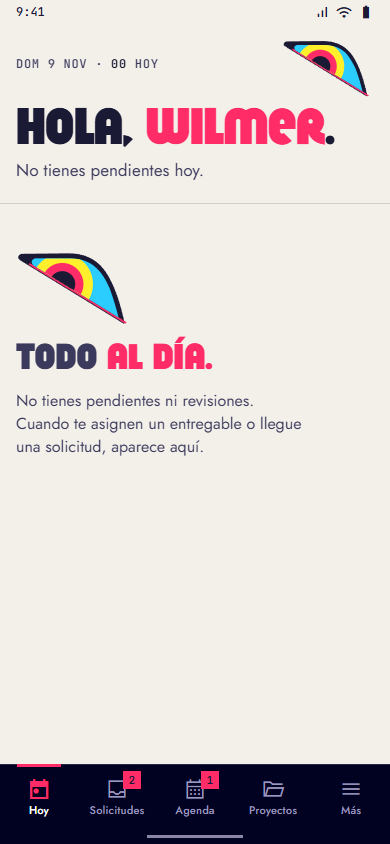 9:41
DOM 9 NOV · 00 HOY
HOLA, WILMER.
No tienes pendientes hoy.
TODO AL DÍA.
No tienes pendientes ni revisiones.
Cuando te asignen un entregable o llegue
una solicitud, aparece aquí.
2
1
Hoy
Solicitudes
Agenda
Proyectos
Más